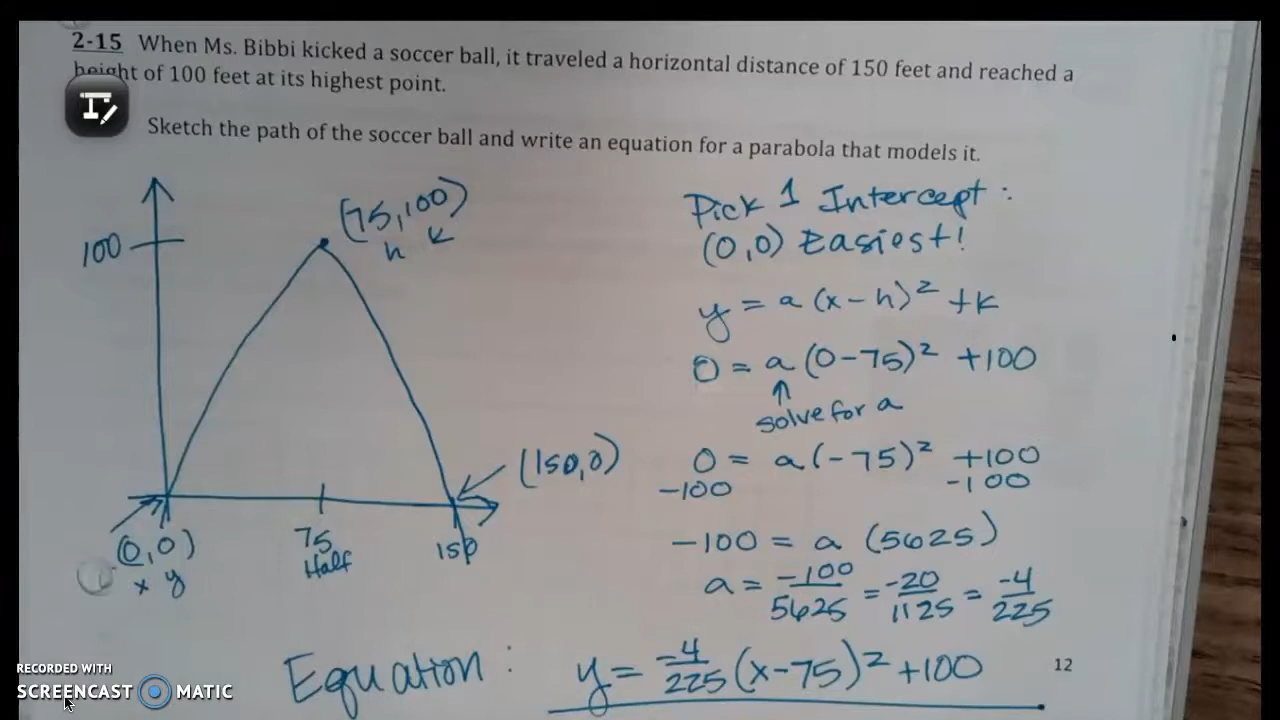 2-15 When Ms. Bibbi kicked a soccer ball, it traveled a horizontal distance of 150 feet and reached a
height of 100 feet at its highest point.
Sketch the path of the soccer ball and write an equation for a parabola that models it.
100
(75,100)
h k
(150,0)
(0,0)
x y
75
Half
150
Pick 1 Intercept :
(0,0) Easiest!
y = a (x-h)² +k
0 = a (0-75)² +100
solve for a
0 = a (-75)² +100
-100 -100
-100 = a (5625)
a = -100/5625 = -20/1125 = -4/225
Equation : y = -4/225 (x-75)² +100
12
RECORDED WITH
SCREENCAST MATIC